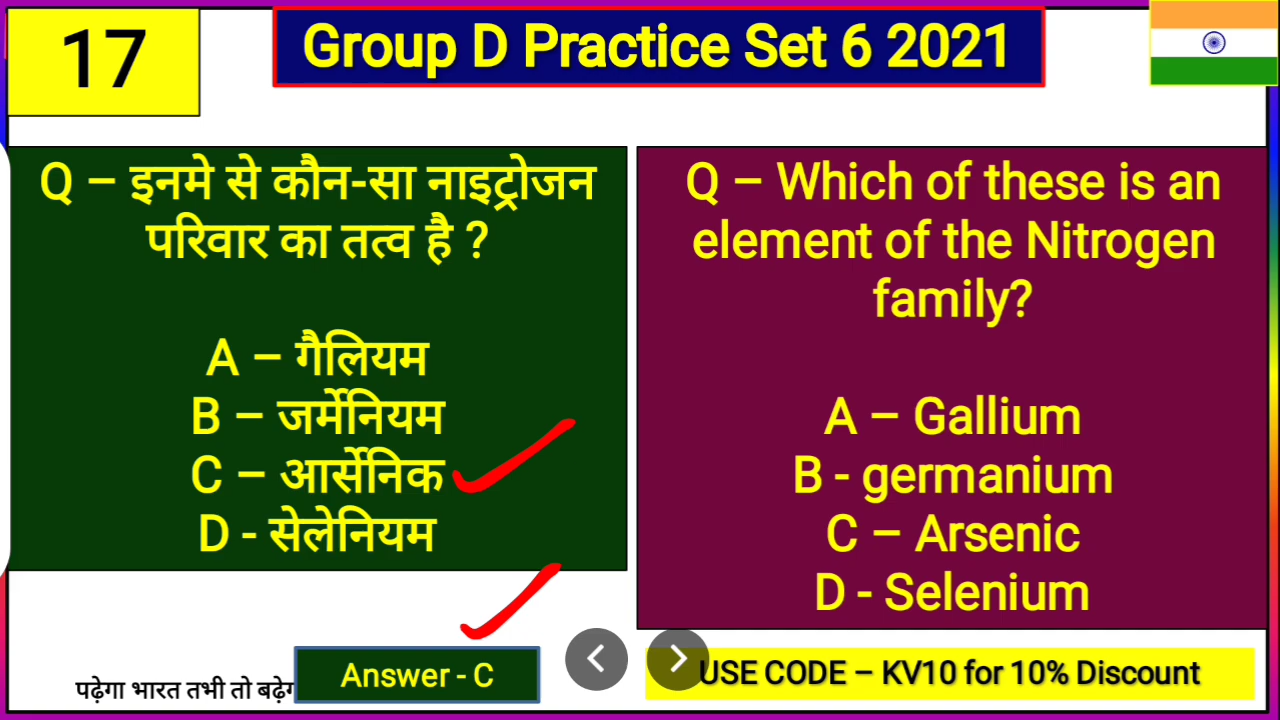 17
Group D Practice Set 6 2021
Q – इनमे से कौन-सा नाइट्रोजन
परिवार का तत्व है ?
A – गैलियम
B – जर्मेनियम
C – आर्सेनिक
D - सेलेनियम
Q – Which of these is an
element of the Nitrogen
family?
A – Gallium
B - germanium
C – Arsenic
D - Selenium
पढ़ेगा भारत तभी तो
Answer - C
USE CODE – KV10 for 10% Discount